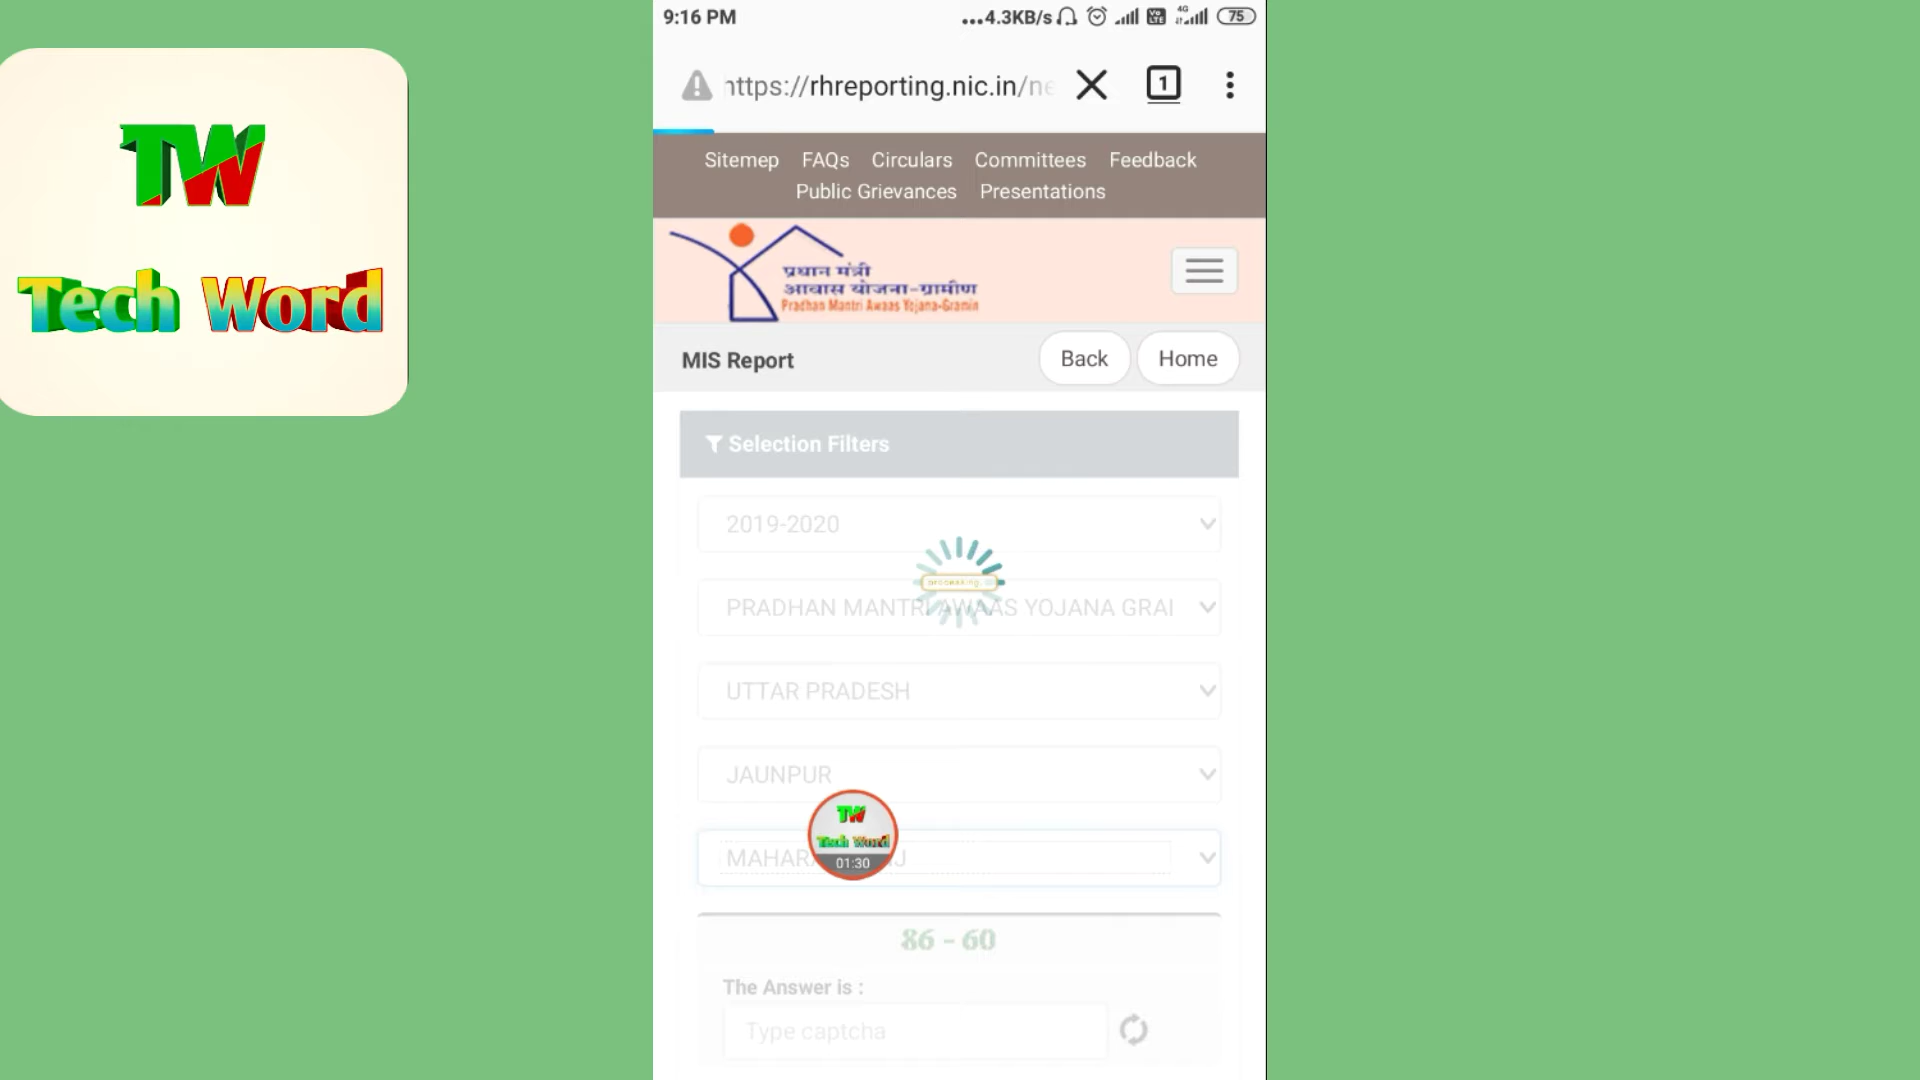 TW
Tech Word
9:16 PM
...4.3KB/s
4G
75
https://rhreporting.nic.in/ne
1
Sitemep FAQs Circulars Committees Feedback
Public Grievances Presentations
प्रधान मंत्री
आवास योजना-ग्रामीण
Pradhan Mantri Awaas Yojana-Gramin
MIS Report
Back
Home
Selection Filters
2019-2020
processing..
PRADHAN MANTRI AWAAS YOJANA GRAI
UTTAR PRADESH
JAUNPUR
TW
Tech Word
01:30
86 - 60
The Answer is :
Type captcha